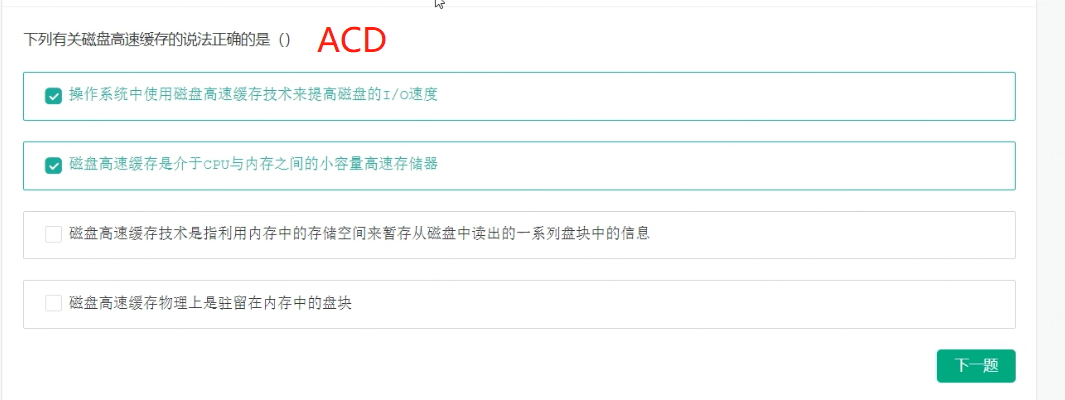 下列有关磁盘高速缓存的说法正确的是（） ACD
操作系统中使用磁盘高速缓存技术来提高磁盘的I/O速度
磁盘高速缓存是介于CPU与内存之间的小容量高速存储器
磁盘高速缓存技术是指利用内存中的存储空间来暂存从磁盘中读出的一系列盘块中的信息
磁盘高速缓存物理上是驻留在内存中的盘块
下一题